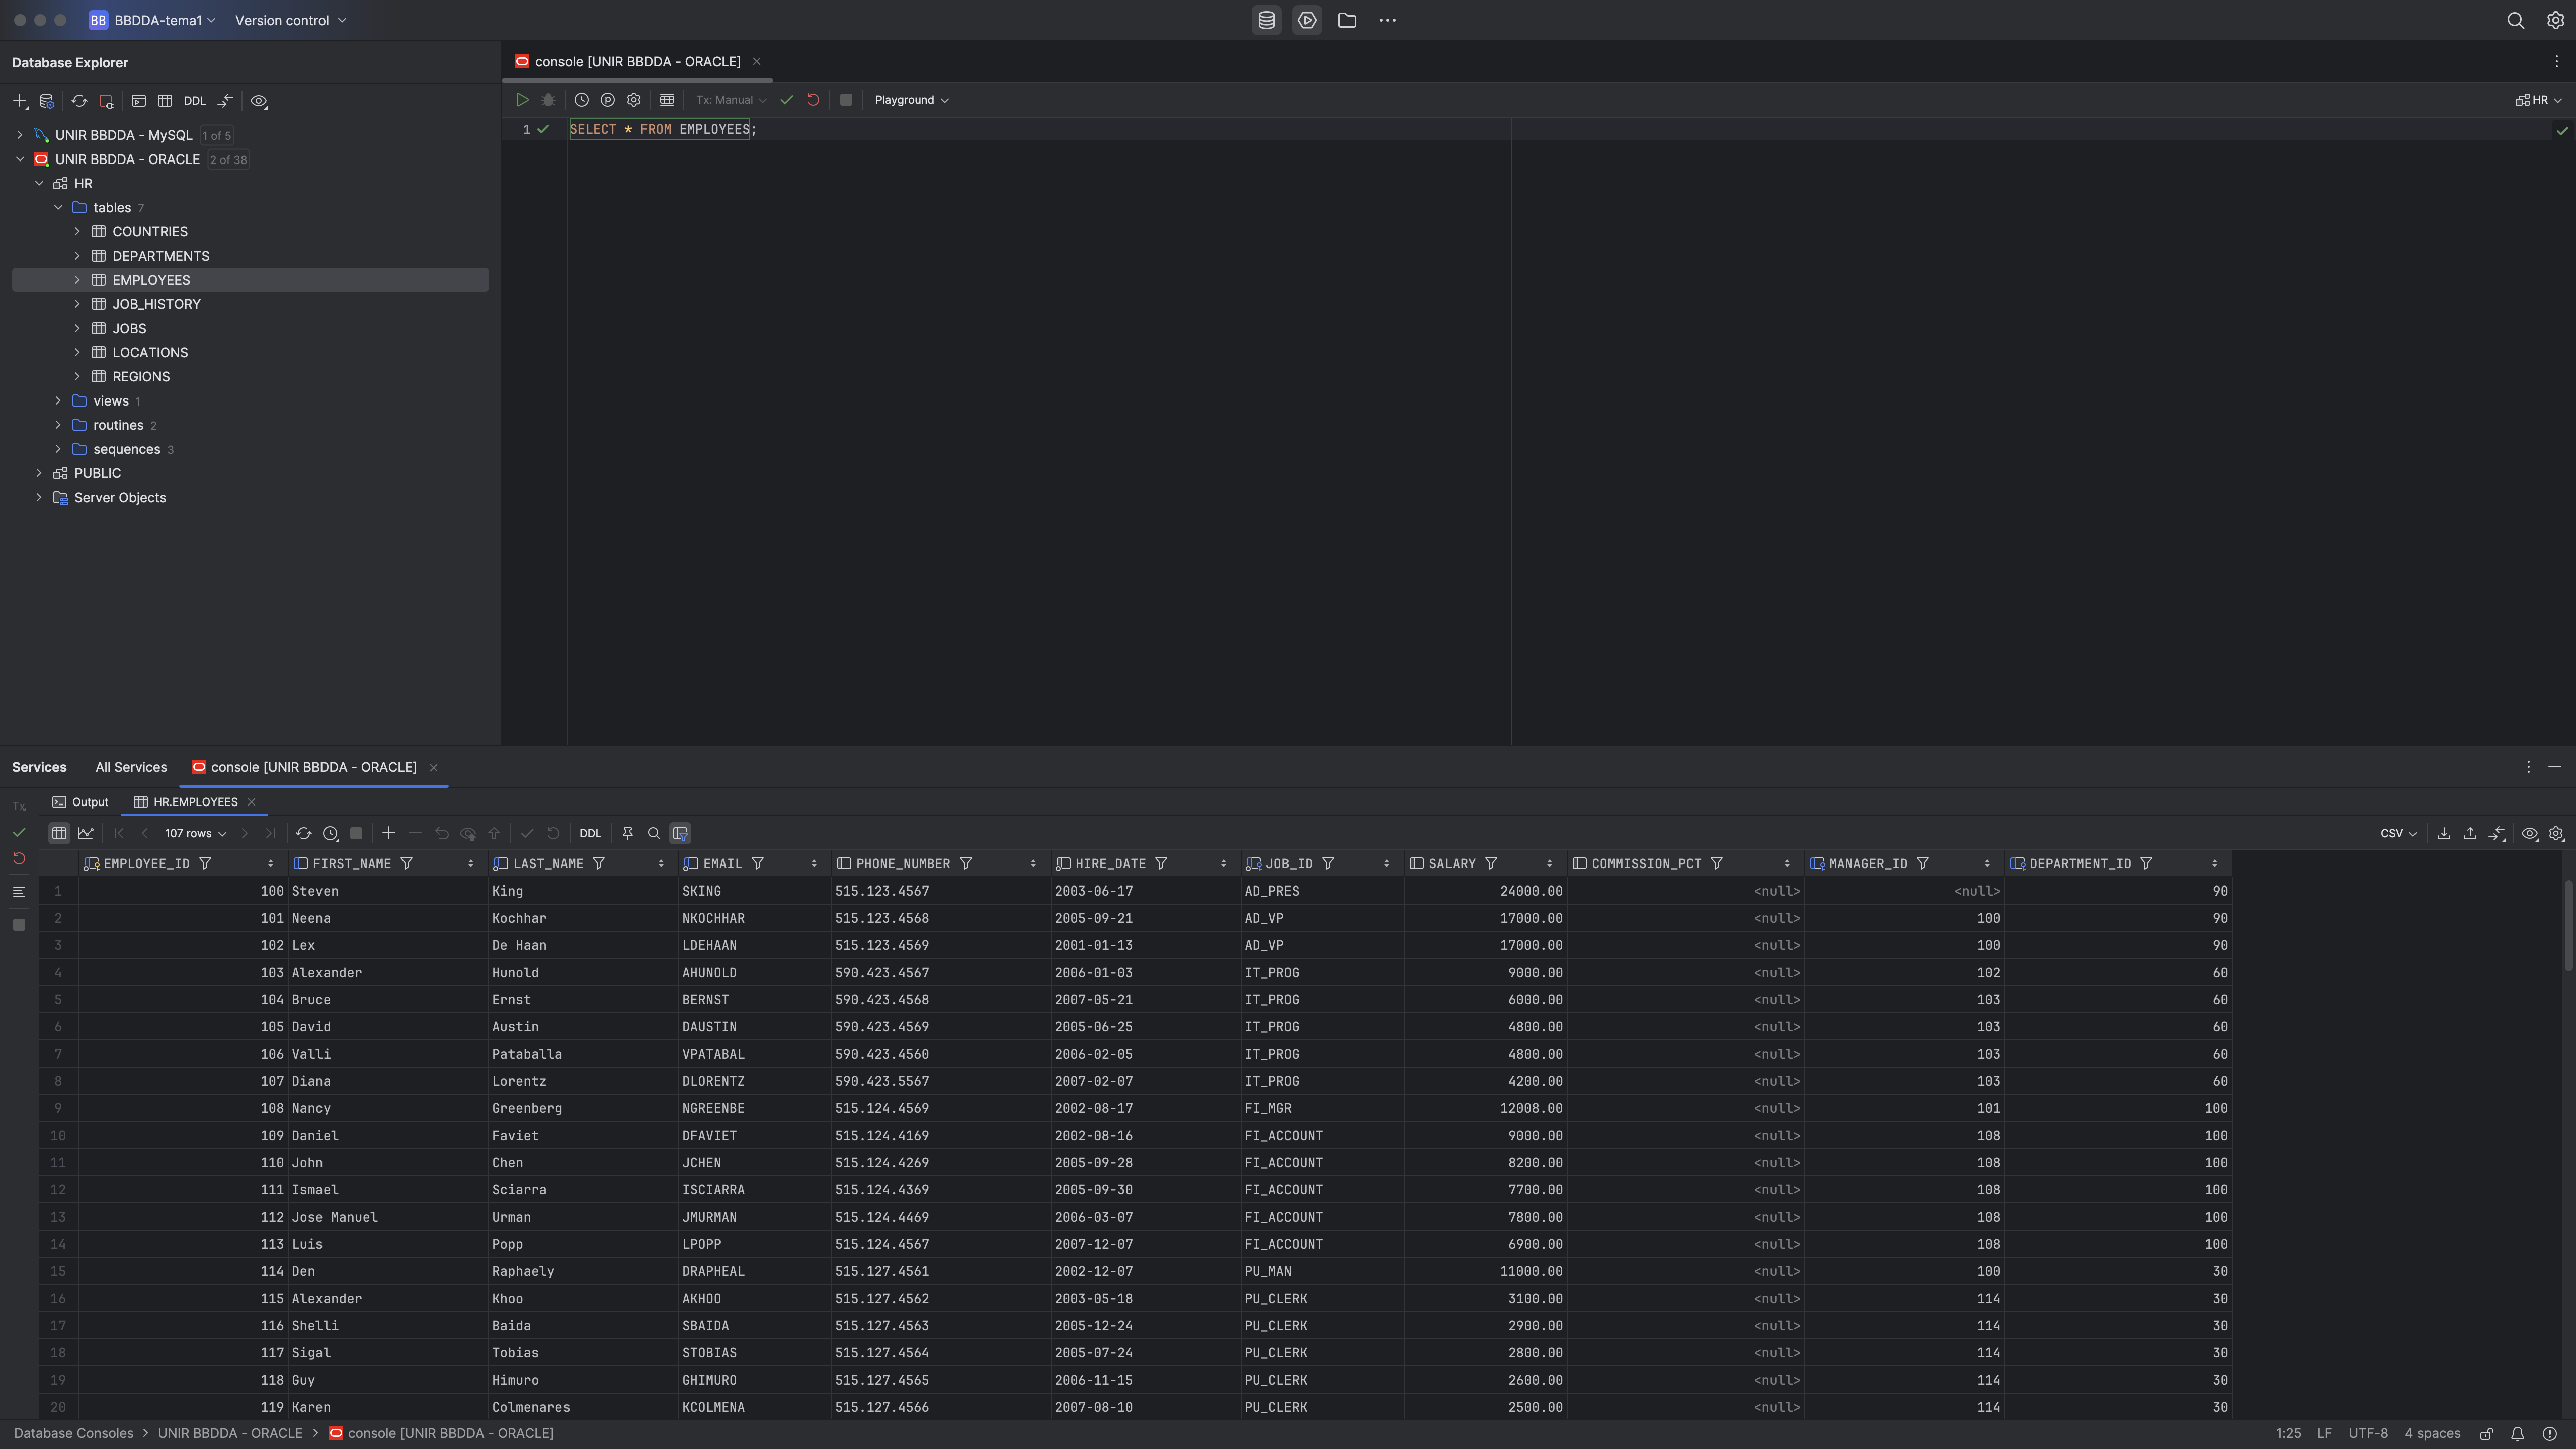 BB BBDDA-tema1 Version control
Database Explorer
console [UNIR BBDDA - ORACLE]
DDL
Tx: Manual Playground HR
UNIR BBDDA - MySQL 1 of 5
UNIR BBDDA - ORACLE 2 of 38
HR
tables 7
COUNTRIES
DEPARTMENTS
EMPLOYEES
JOB_HISTORY
JOBS
LOCATIONS
REGIONS
views 1
routines 2
sequences 3
PUBLIC
Server Objects
1 SELECT * FROM EMPLOYEES;
Services All Services console [UNIR BBDDA - ORACLE]
Tx Output HR.EMPLOYEES
107 rows DDL CSV
EMPLOYEE_ID FIRST_NAME LAST_NAME EMAIL PHONE_NUMBER HIRE_DATE JOB_ID SALARY COMMISSION_PCT MANAGER_ID DEPARTMENT_ID
1 100 Steven King SKING 515.123.4567 2003-06-17 AD_PRES 24000.00 <null> <null> 90
2 101 Neena Kochhar NKOCHHAR 515.123.4568 2005-09-21 AD_VP 17000.00 <null> 100 90
3 102 Lex De Haan LDEHAAN 515.123.4569 2001-01-13 AD_VP 17000.00 <null> 100 90
4 103 Alexander Hunold AHUNOLD 590.423.4567 2006-01-03 IT_PROG 9000.00 <null> 102 60
5 104 Bruce Ernst BERNST 590.423.4568 2007-05-21 IT_PROG 6000.00 <null> 103 60
6 105 David Austin DAUSTIN 590.423.4569 2005-06-25 IT_PROG 4800.00 <null> 103 60
7 106 Valli Pataballa VPATABAL 590.423.4560 2006-02-05 IT_PROG 4800.00 <null> 103 60
8 107 Diana Lorentz DLORENTZ 590.423.5567 2007-02-07 IT_PROG 4200.00 <null> 103 60
9 108 Nancy Greenberg NGREENBE 515.124.4569 2002-08-17 FI_MGR 12008.00 <null> 101 100
10 109 Daniel Faviet DFAVIET 515.124.4169 2002-08-16 FI_ACCOUNT 9000.00 <null> 108 100
11 110 John Chen JCHEN 515.124.4269 2005-09-28 FI_ACCOUNT 8200.00 <null> 108 100
12 111 Ismael Sciarra ISCIARRA 515.124.4369 2005-09-30 FI_ACCOUNT 7700.00 <null> 108 100
13 112 Jose Manuel Urman JMURMAN 515.124.4469 2006-03-07 FI_ACCOUNT 7800.00 <null> 108 100
14 113 Luis Popp LPOPP 515.124.4567 2007-12-07 FI_ACCOUNT 6900.00 <null> 108 100
15 114 Den Raphaely DRAPHEAL 515.127.4561 2002-12-07 PU_MAN 11000.00 <null> 100 30
16 115 Alexander Khoo AKHOO 515.127.4562 2003-05-18 PU_CLERK 3100.00 <null> 114 30
17 116 Shelli Baida SBAIDA 515.127.4563 2005-12-24 PU_CLERK 2900.00 <null> 114 30
18 117 Sigal Tobias STOBIAS 515.127.4564 2005-07-24 PU_CLERK 2800.00 <null> 114 30
19 118 Guy Himuro GHIMURO 515.127.4565 2006-11-15 PU_CLERK 2600.00 <null> 114 30
20 119 Karen Colmenares KCOLMENA 515.127.4566 2007-08-10 PU_CLERK 2500.00 <null> 114 30
Database Consoles > UNIR BBDDA - ORACLE > console [UNIR BBDDA - ORACLE] 1:25 LF UTF-8 4 spaces